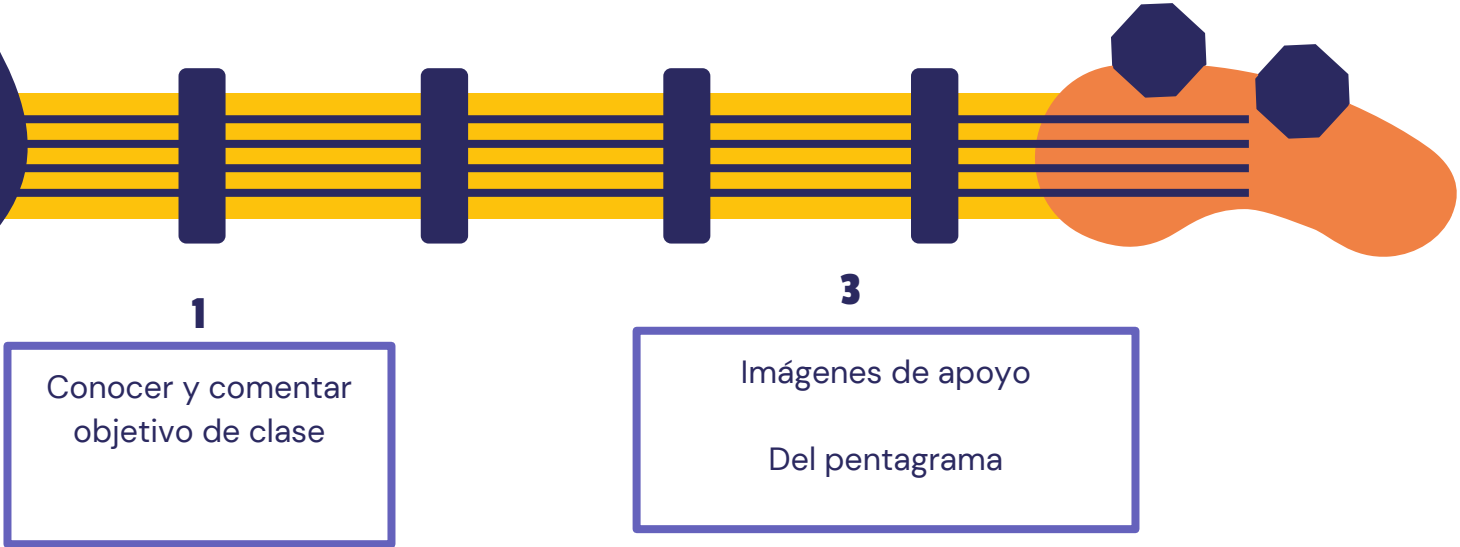 1
Conocer y comentar
objetivo de clase
3
Imágenes de apoyo
Del pentagrama